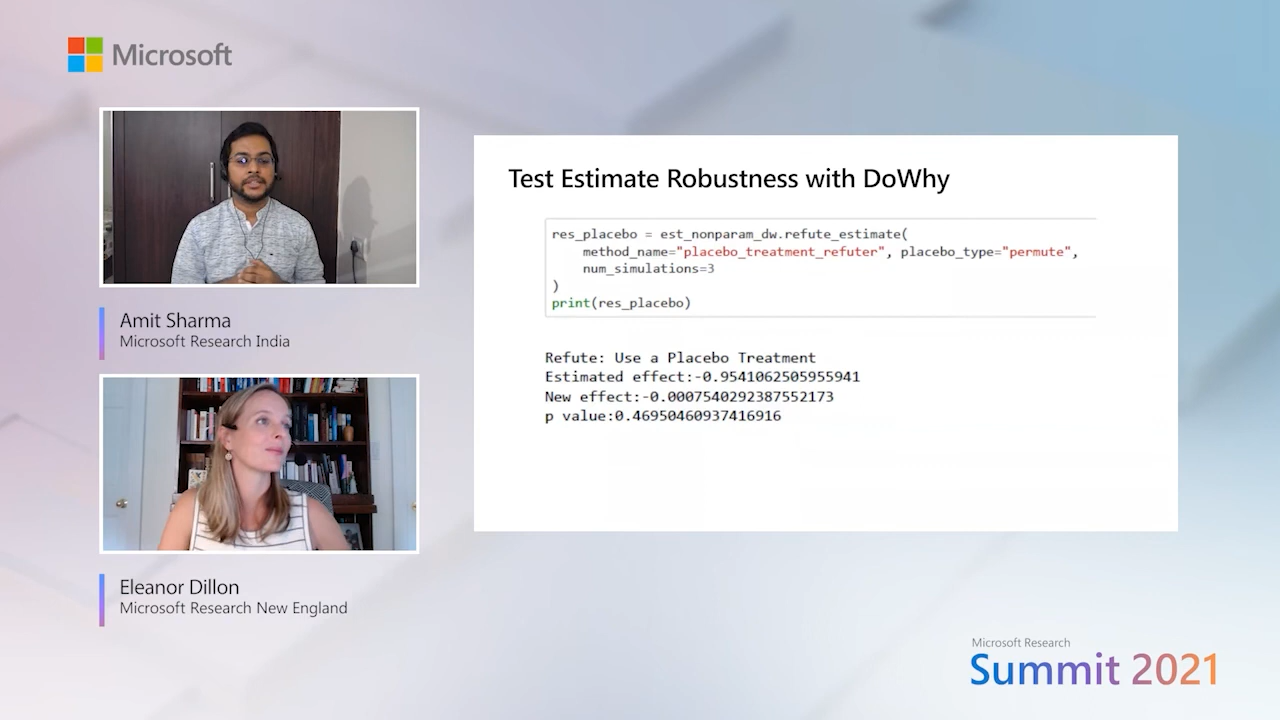 Microsoft
Amit Sharma
Microsoft Research India
Eleanor Dillon
Microsoft Research New England
Test Estimate Robustness with DoWhy
res_placebo = est_nonparam_dw.refute_estimate(
method_name="placebo_treatment_refuter", placebo_type="permute",
num_simulations=3
)
print(res_placebo)
Refute: Use a Placebo Treatment
Estimated effect:-0.9541062505955941
New effect:-0.0007540292387552173
p value:0.46950460937416916
Microsoft Research
Summit 2021